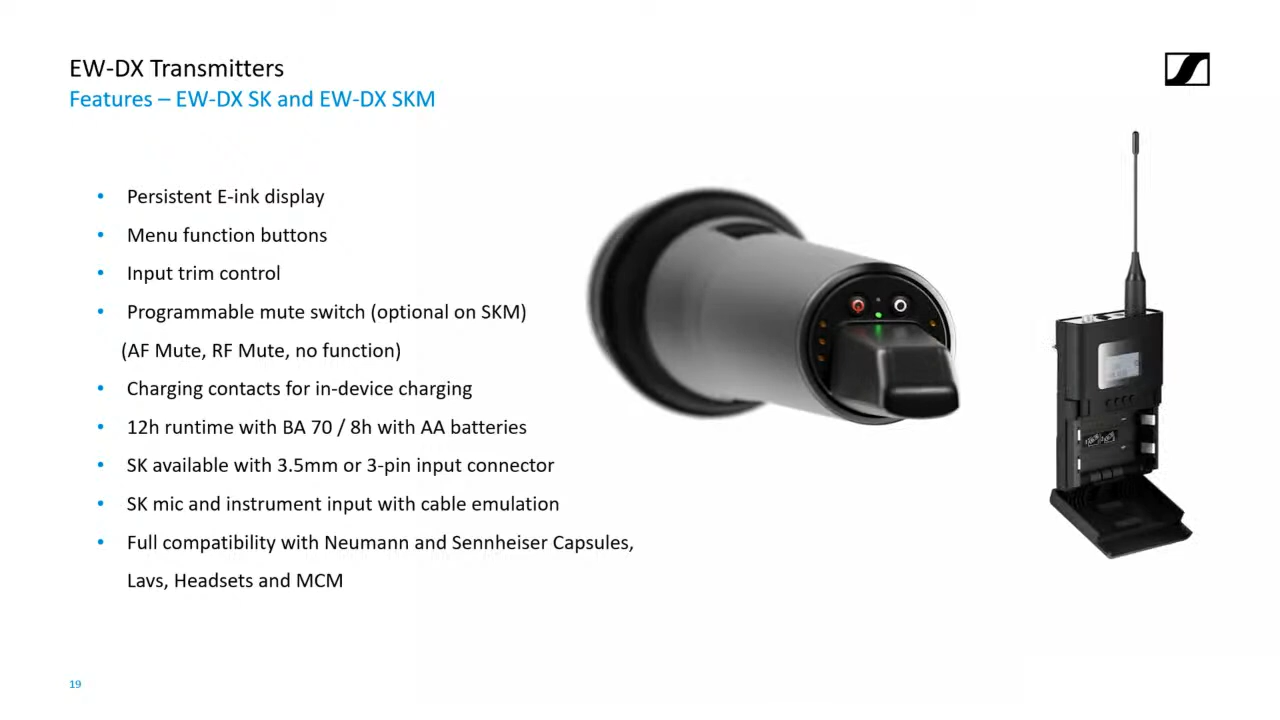 EW-DX Transmitters
Features – EW-DX SK and EW-DX SKM
• Persistent E-ink display
• Menu function buttons
• Input trim control
• Programmable mute switch (optional on SKM)
(AF Mute, RF Mute, no function)
• Charging contacts for in-device charging
• 12h runtime with BA 70 / 8h with AA batteries
• SK available with 3.5mm or 3-pin input connector
• SK mic and instrument input with cable emulation
• Full compatibility with Neumann and Sennheiser Capsules,
Lavs, Headsets and MCM
19